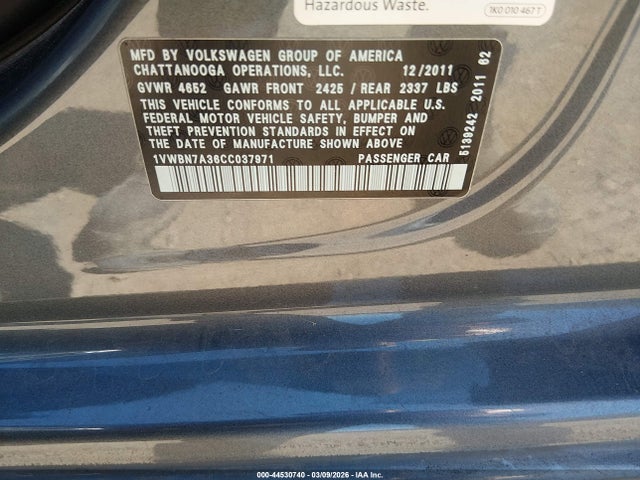 Hazardous Waste.
1K0 010 467 T
MFD BY VOLKSWAGEN GROUP OF AMERICA
CHATTANOOGA OPERATIONS, LLC. 12/2011
GVWR 4652 GAWR FRONT 2425 / REAR 2337 LBS
THIS VEHICLE CONFORMS TO ALL APPLICABLE U.S.
FEDERAL MOTOR VEHICLE SAFETY, BUMPER AND
THEFT PREVENTION STANDARDS IN EFFECT ON
THE DATE OF MANUFACTURE SHOWN ABOVE
1VWBN7A36CC037971 PASSENGER CAR
5139242 2011 62
000-44530740 - 03/09/2026 - IAA Inc.